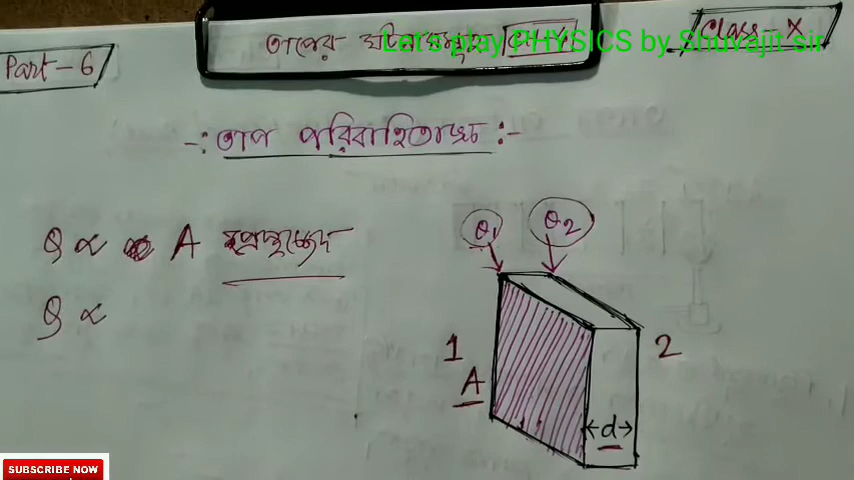 Part-6
তাপের
Let's play PHYSICS by Shuvajit sir
Class-X
-: তাপ পরিবাহিতাঙ্ক :-
Q ∝ A প্রস্থচ্ছেদ
Q ∝
θ₁ θ₂
1 2
A
d
SUBSCRIBE NOW